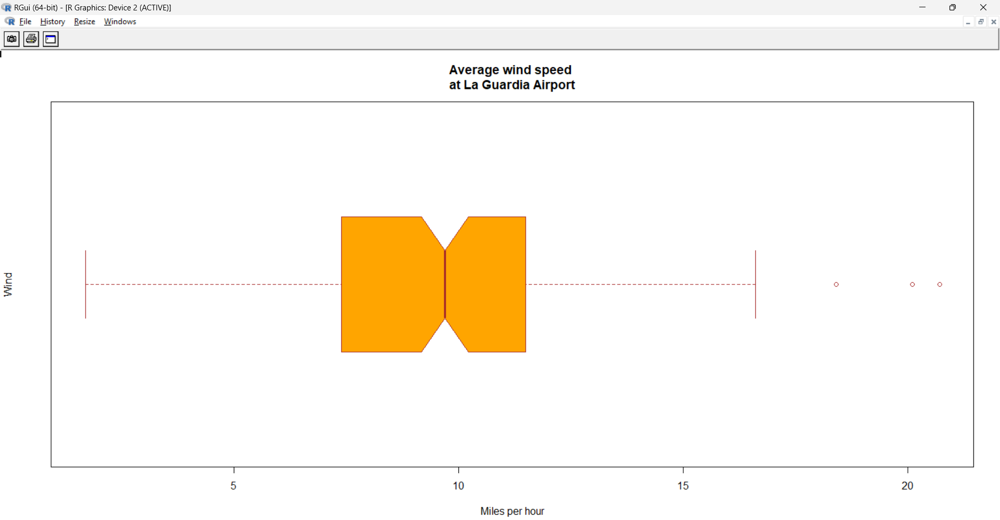 RGui (64-bit) - [R Graphics: Device 2 (ACTIVE)]
File History Resize Windows
Average wind speed
at La Guardia Airport
Wind
5 10 15 20
Miles per hour